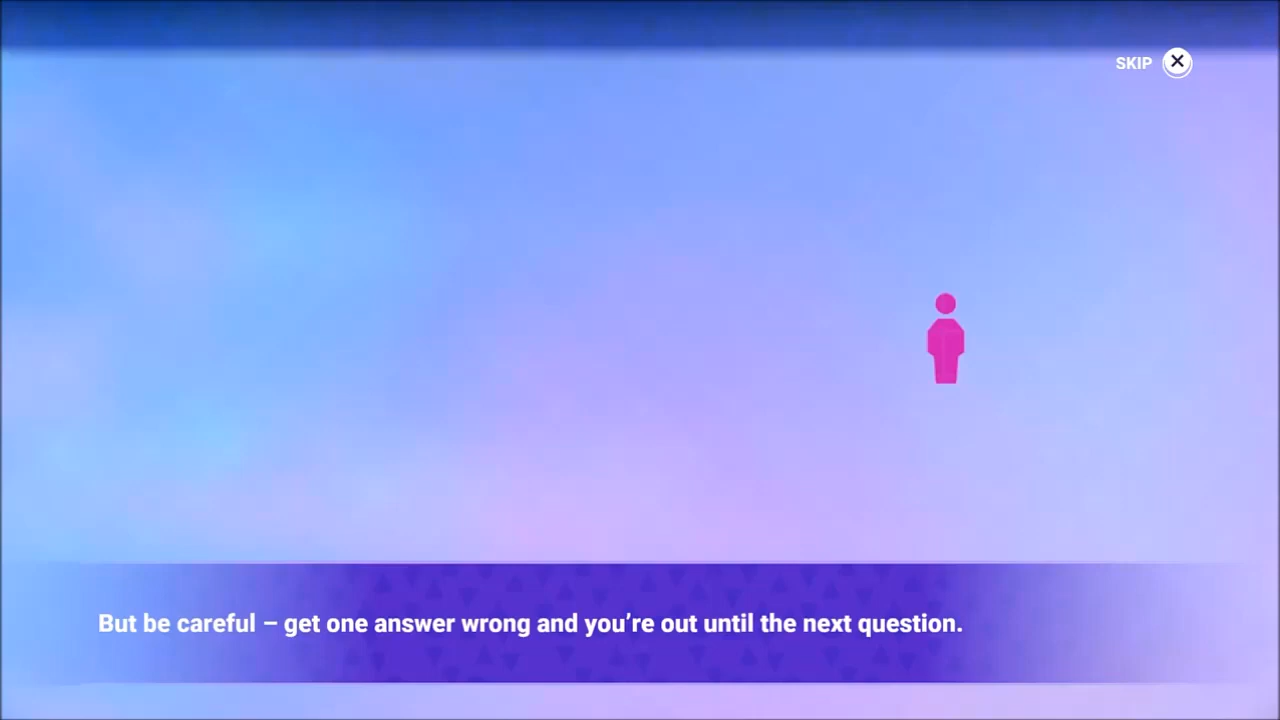 SKIP
But be careful – get one answer wrong and you’re out until the next question.